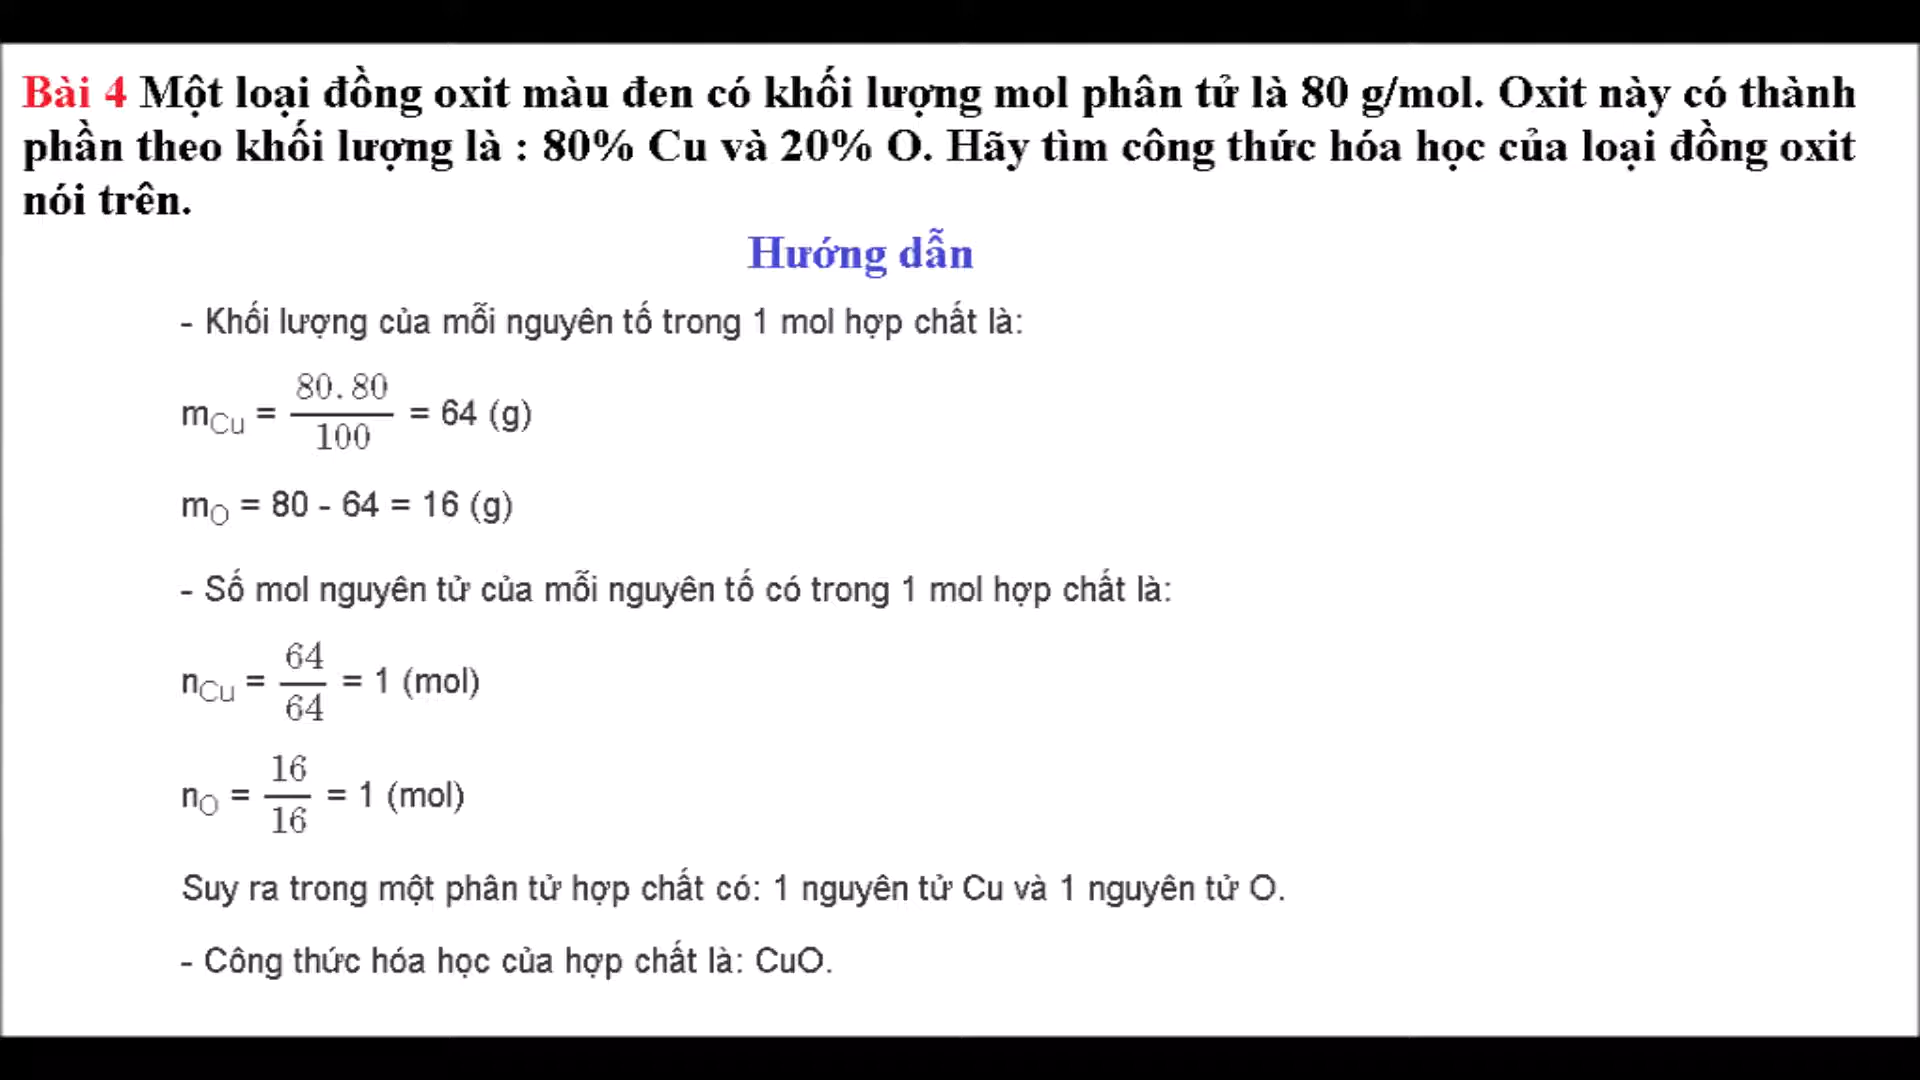 Bài 4 Một loại đồng oxit màu đen có khối lượng mol phân tử là 80 g/mol. Oxit này có thành
phần theo khối lượng là : 80% Cu và 20% O. Hãy tìm công thức hóa học của loại đồng oxit
nói trên.
Hướng dẫn
- Khối lượng của mỗi nguyên tố trong 1 mol hợp chất là:
m_Cu = 80.80/100 = 64 (g)
m_O = 80 - 64 = 16 (g)
- Số mol nguyên tử của mỗi nguyên tố có trong 1 mol hợp chất là:
n_Cu = 64/64 = 1 (mol)
n_O = 16/16 = 1 (mol)
Suy ra trong một phân tử hợp chất có: 1 nguyên tử Cu và 1 nguyên tử O.
- Công thức hóa học của hợp chất là: CuO.